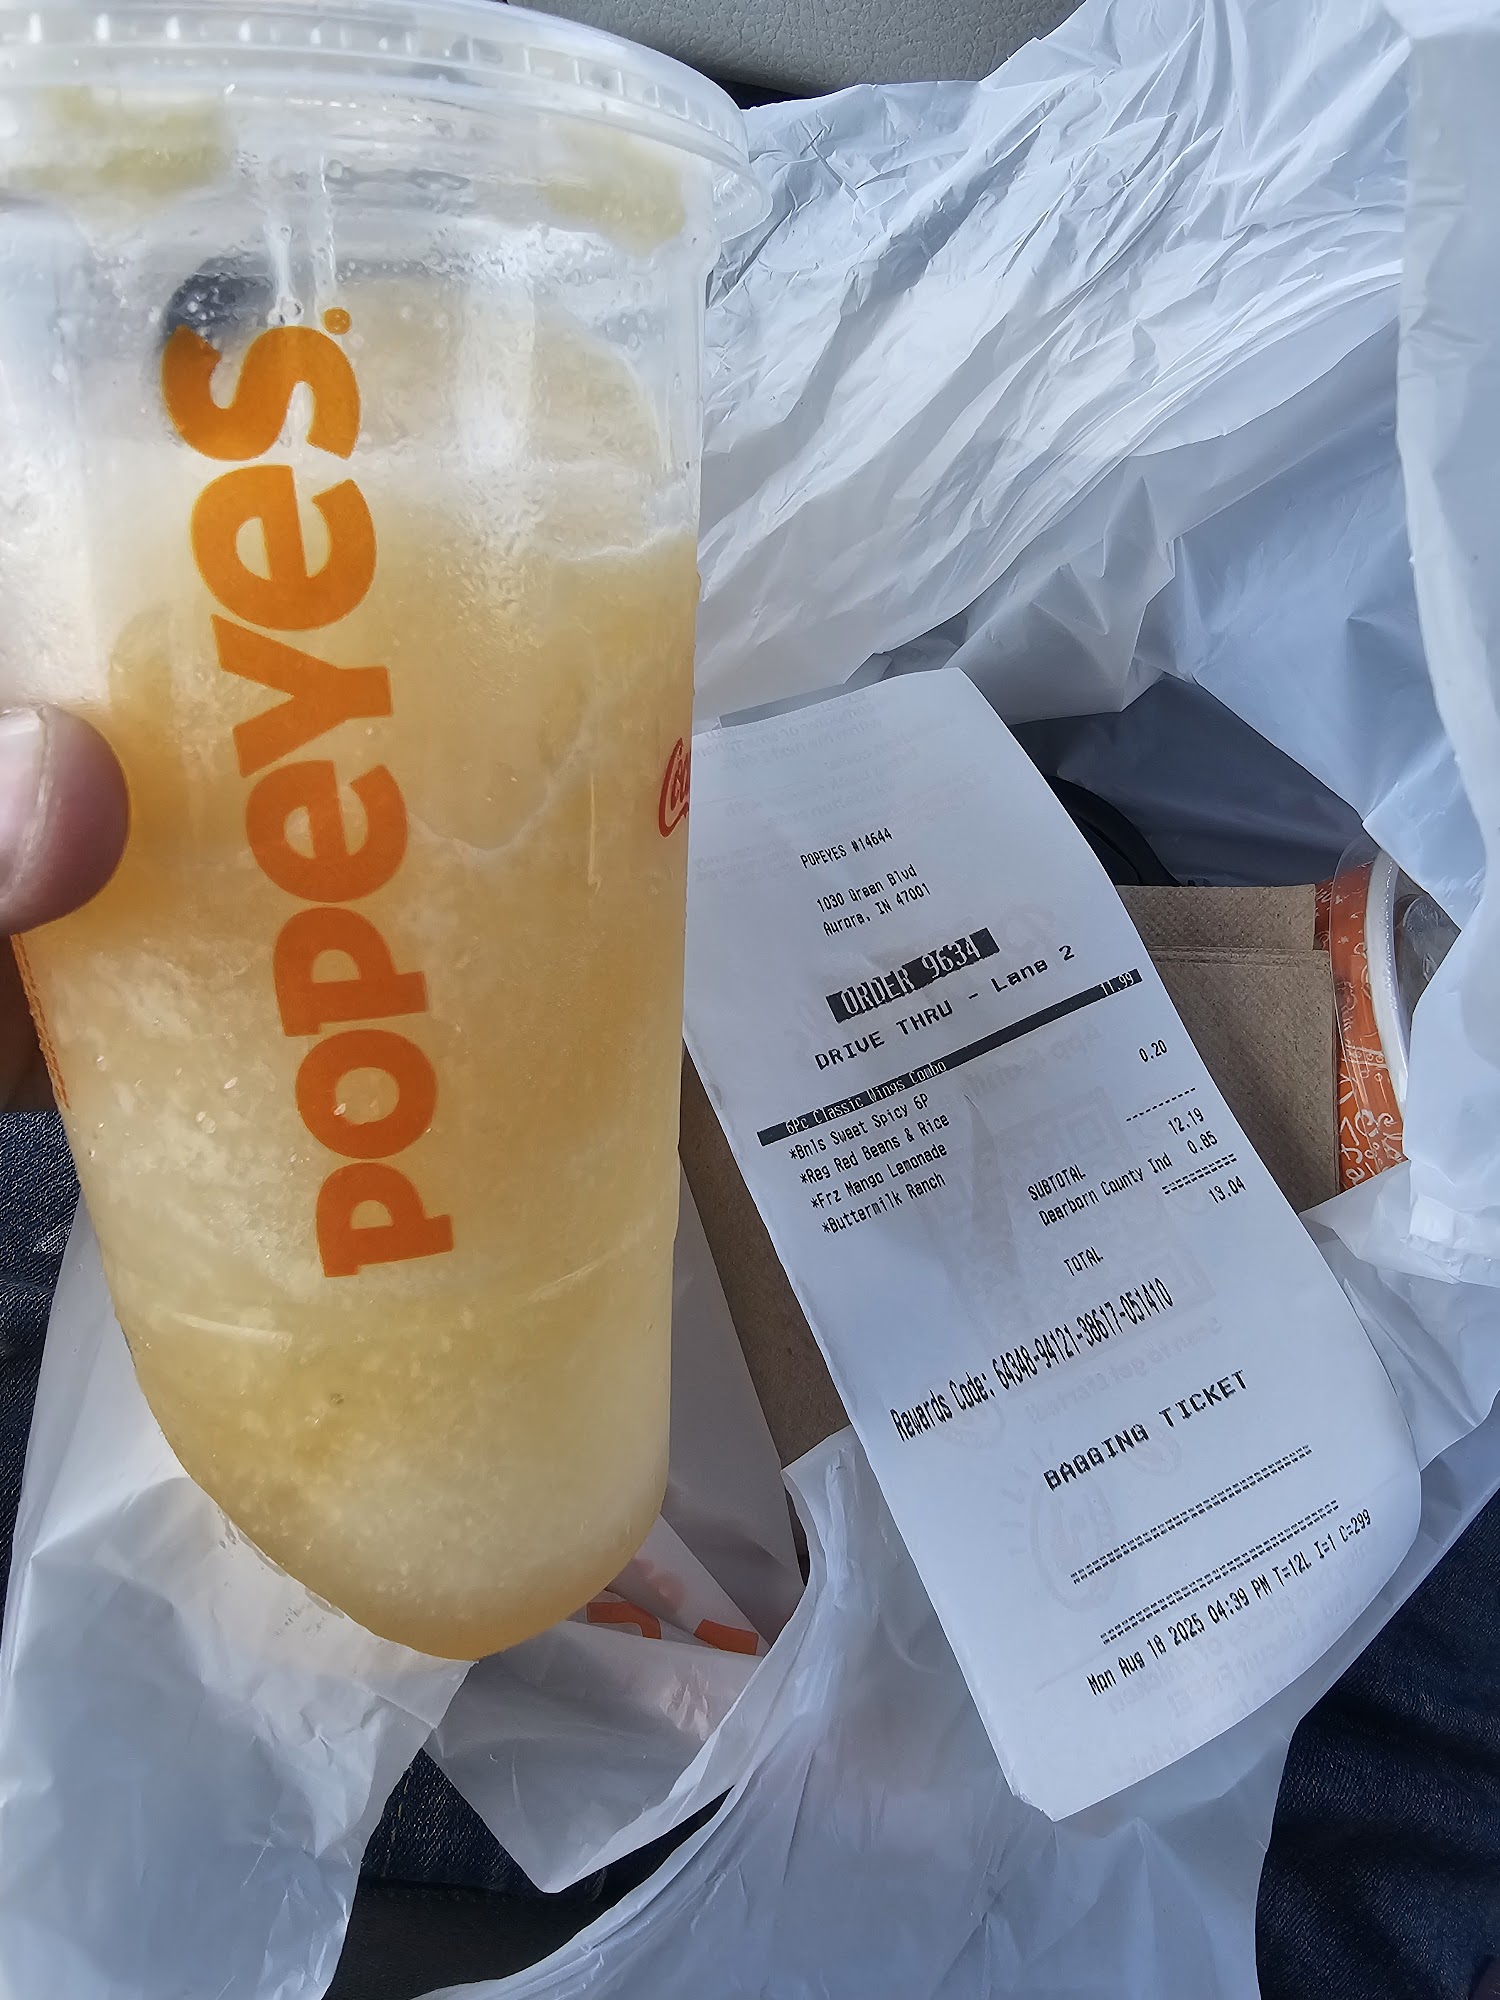 POPEYES.
POPEYES #14644
1030 Green Blvd
Aurora, IN 47001
ORDER 9634
DRIVE THRU - Lane 2
6Pc Classic Wings Combo 11.99
*Bnls Sweet Spicy 6P 0.20
*Reg Red Beans & Rice
*Frz Mango Lemonade
*Buttermilk Ranch
SUBTOTAL 12.19
Dearborn County Ind 0.85
TOTAL 13.04
Rewards Code: 64348-94121-38617-051410
BAGGING TICKET
Mon Aug 18 2025 04:39 PM T=12L I=1 C=299